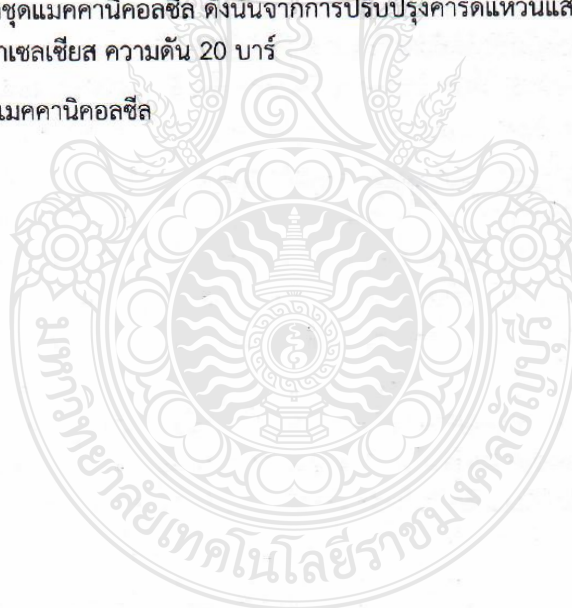 ชุดแมคคานิคอลซีล ดังนั้นจากการปรับปรุงคาร์ดแหวนแส
เซลเซียส ความดัน 20 บาร์
แมคคานิคอลซีล
มหาวิทยาลัยเทคโนโลยีราชมงคลธัญบุรี